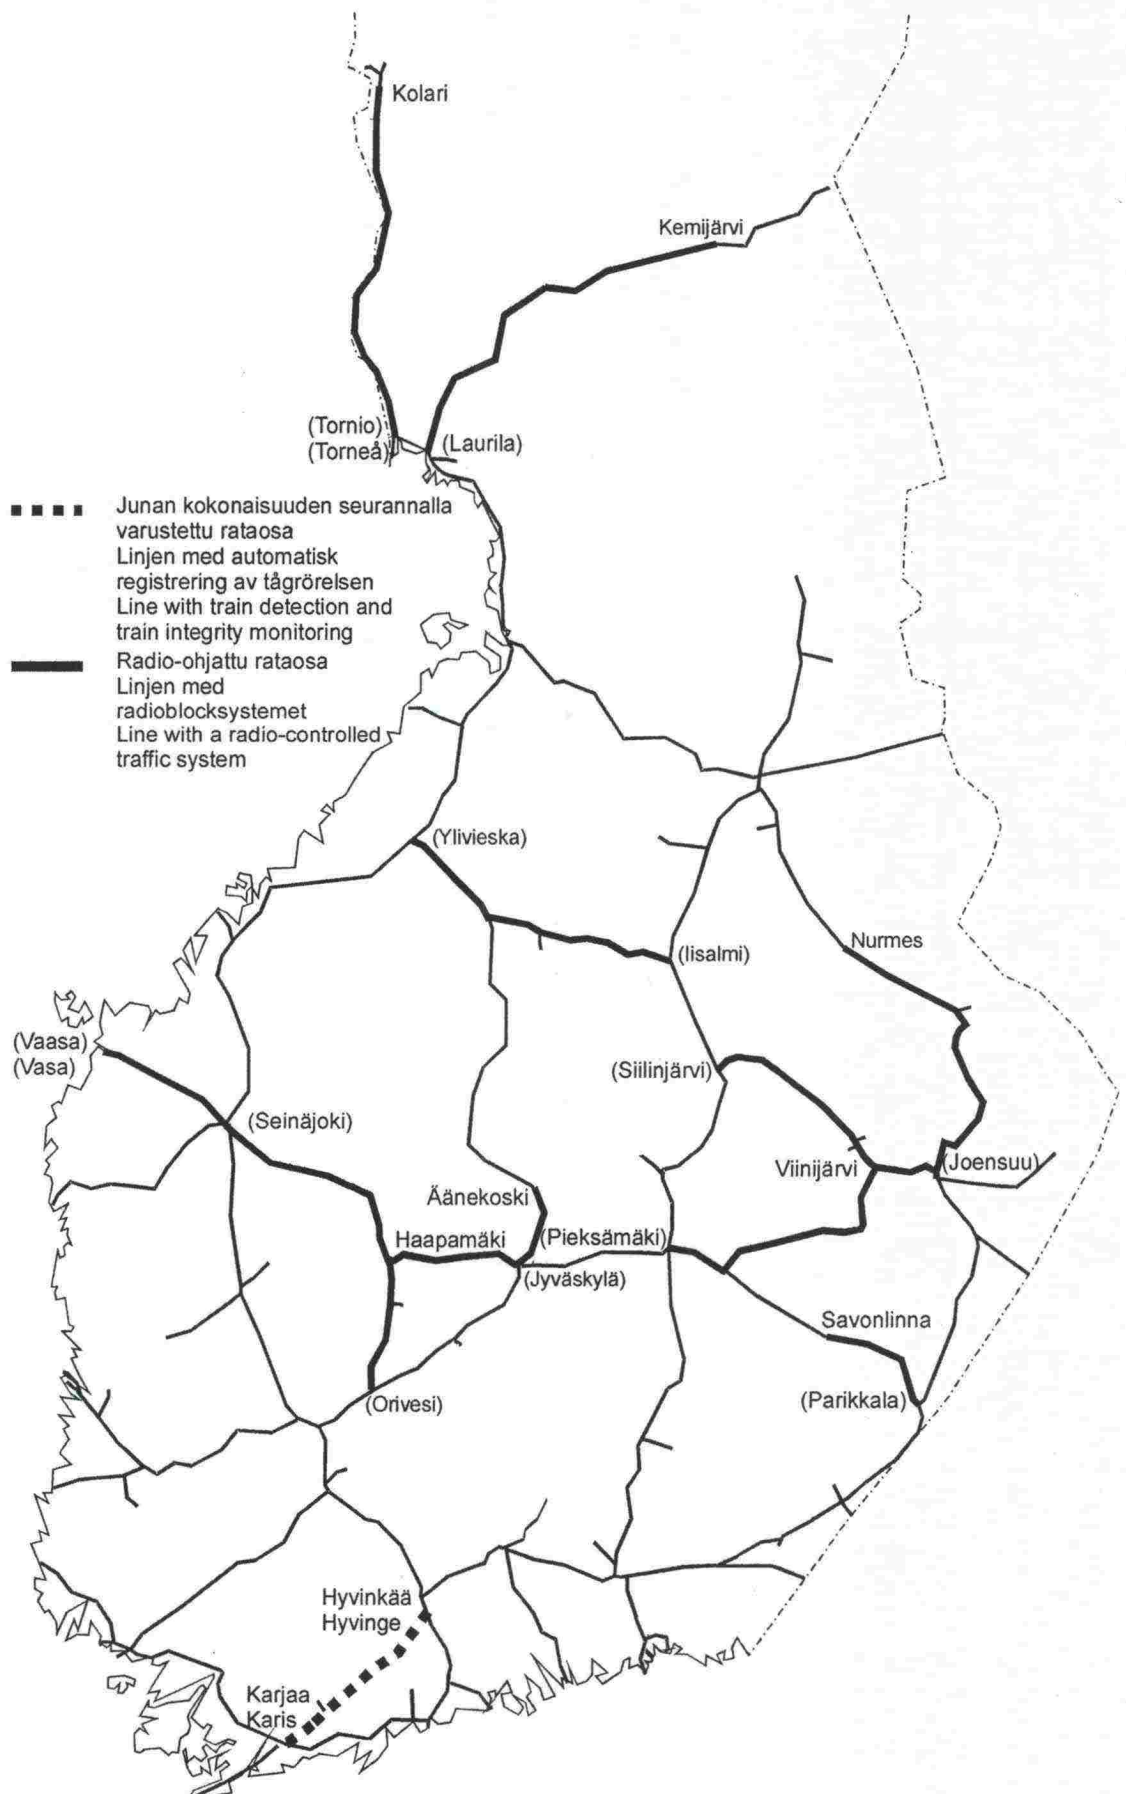 Kolari
Kemijärvi
(Tornio)
(Torneå)
(Laurila)
Junan kokonaisuuden seurannalla
varustettu rataosa
Linjen med automatisk
registrering av tågrörelsen
Line with train detection and
train integrity monitoring
Radio-ohjattu rataosa
Linjen med
radioblocksystemet
Line with a radio-controlled
traffic system
(Ylivieska)
Nurmes
(Iisalmi)
(Vaasa)
(Vasa)
(Siilinjärvi)
(Seinäjoki)
Viinijärvi
(Joensuu)
Äänekoski
Haapamäki
(Pieksämäki)
(Jyväskylä)
Savonlinna
(Parikkala)
(Orivesi)
Hyvinkää
Hyvinge
Karjaa
Karis